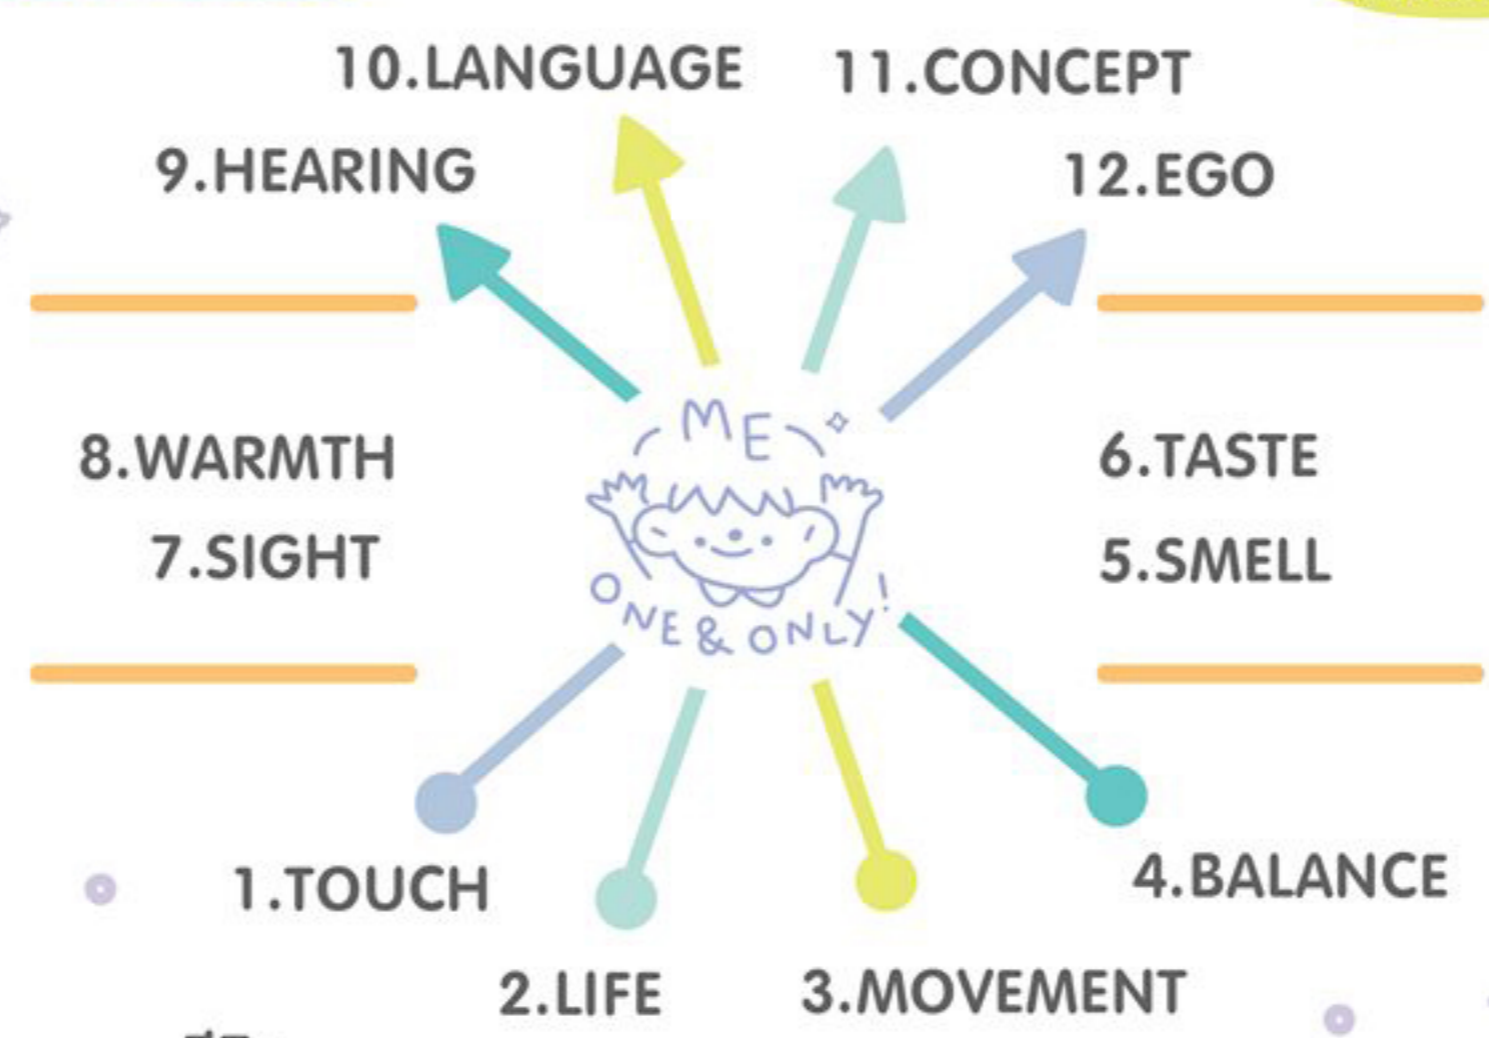 10.LANGUAGE
11.CONCEPT
9.HEARING
12.EGO
ME
8.WARMTH
6.TASTE
7.SIGHT
5.SMELL
ONE & ONLY!
1.TOUCH
4.BALANCE
2.LIFE
3.MOVEMENT